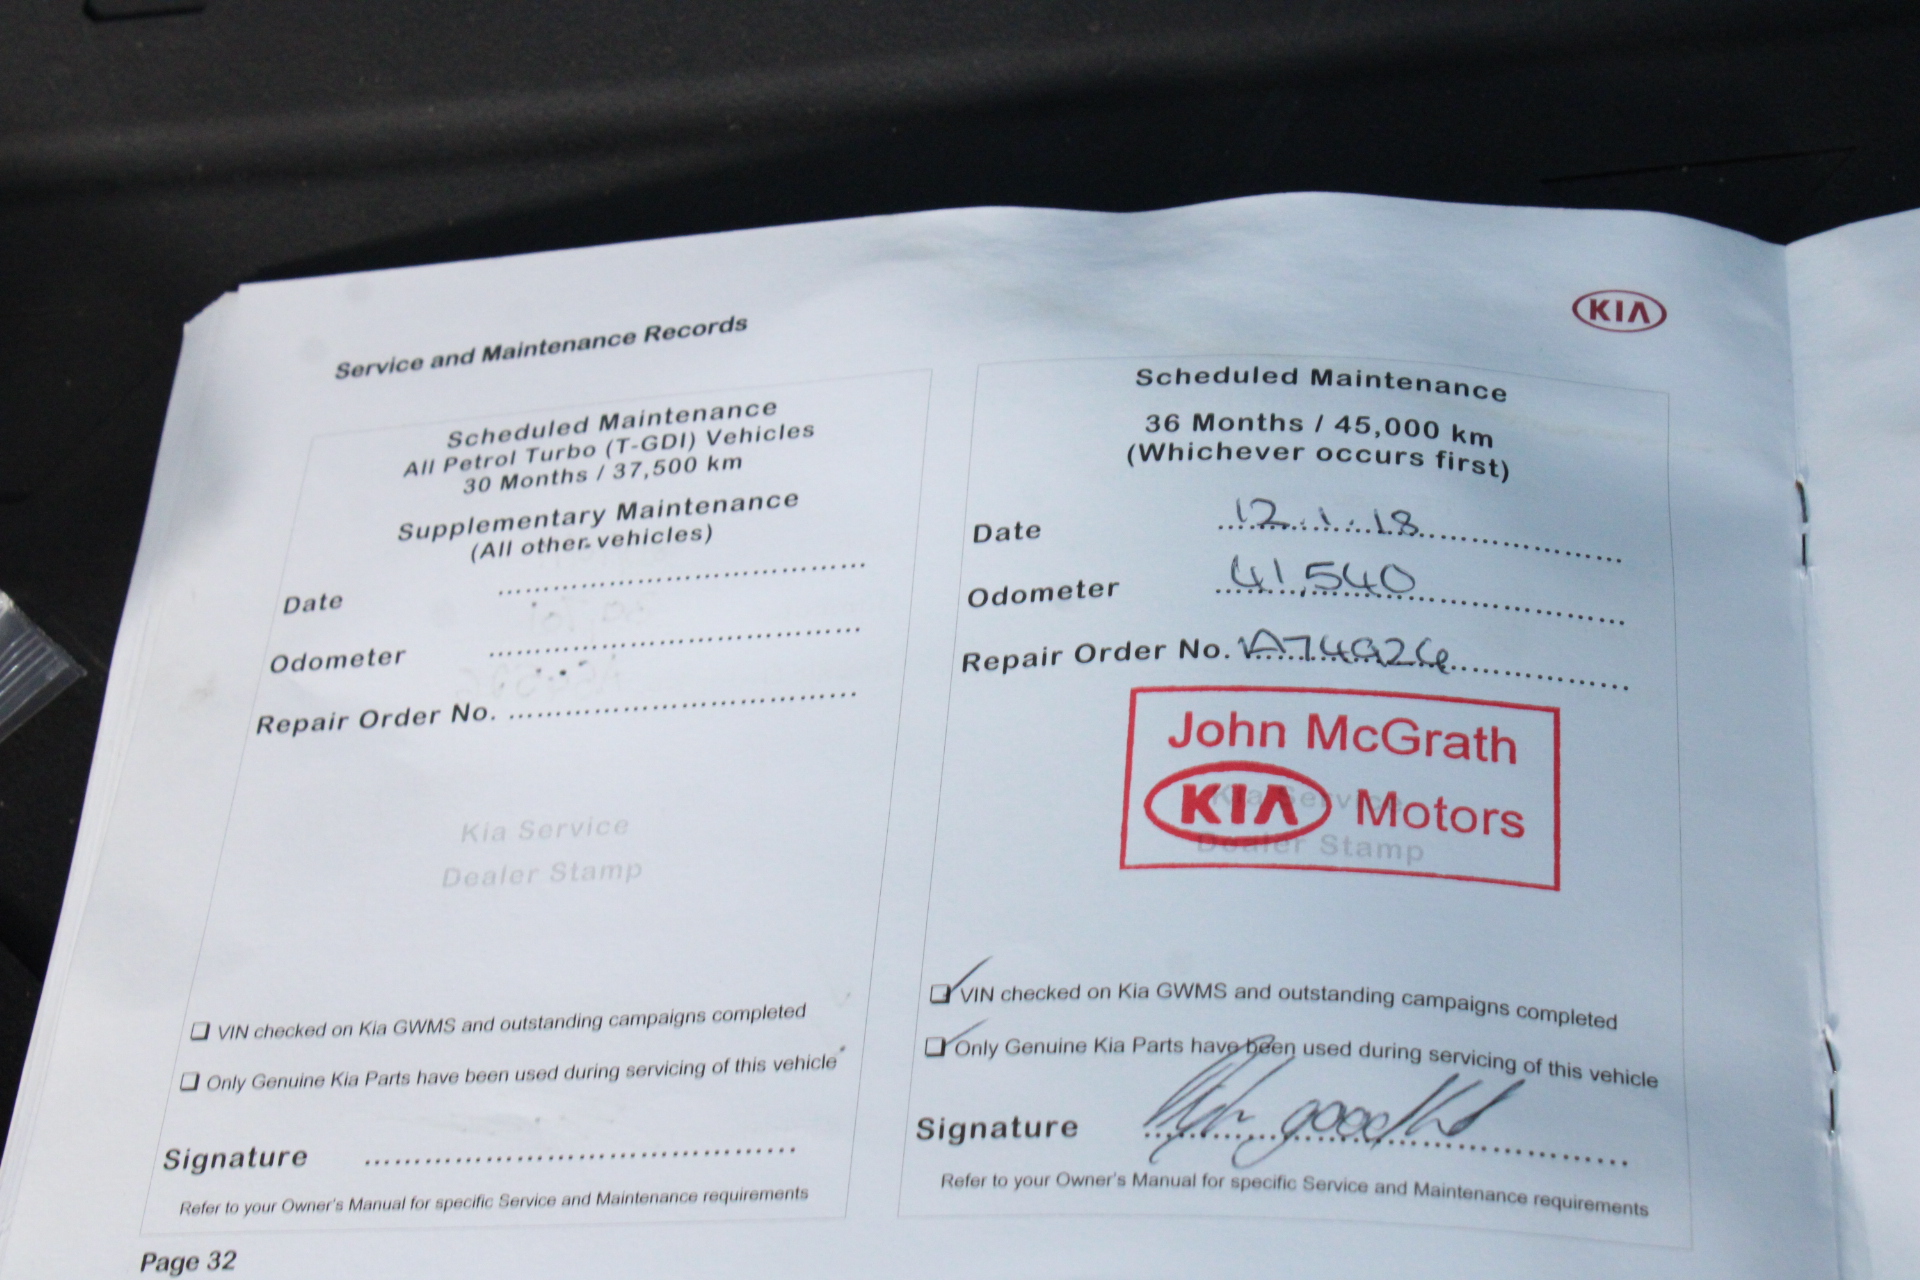 Service and Maintenance Records
KIA
Scheduled Maintenance
All Petrol Turbo (T-GDI) Vehicles
30 Months / 37,500 km
Supplementary Maintenance
(All other vehicles)
Date
Odometer
Repair Order No.
Kia Service
Dealer Stamp
❏ VIN checked on Kia GWMS and outstanding campaigns completed
❏ Only Genuine Kia Parts have been used during servicing of this vehicle
Signature
Refer to your Owner's Manual for specific Service and Maintenance requirements
Page 32
Scheduled Maintenance
36 Months / 45,000 km
(Whichever occurs first)
Date 12.1.18
Odometer 41,540
Repair Order No.
John McGrath
KIA Motors
Kia Service
Dealer Stamp
❏ VIN checked on Kia GWMS and outstanding campaigns completed
❏ Only Genuine Kia Parts have been used during servicing of this vehicle
Signature
Refer to your Owner's Manual for specific Service and Maintenance requirements